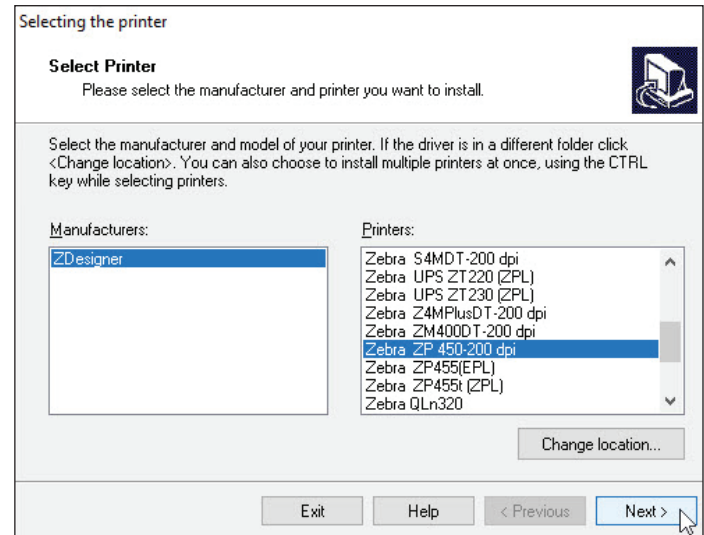 Selecting the printer
Select Printer
Please select the manufacturer and printer you want to install.
Select the manufacturer and model of your printer. If the driver is in a different folder click
<Change location>. You can also choose to install multiple printers at once, using the CTRL
key while selecting printers.
Manufacturers:
ZDesigner
Printers:
Zebra S4MDT-200 dpi
Zebra UPS ZT220 (ZPL)
Zebra UPS ZT230 (ZPL)
Zebra Z4MPlusDT-200 dpi
Zebra ZM400DT-200 dpi
Zebra ZP 450-200 dpi
Zebra ZP455(EPL)
Zebra ZP455t (ZPL)
Zebra QLn320
Change location...
Exit
Help
< Previous
Next >